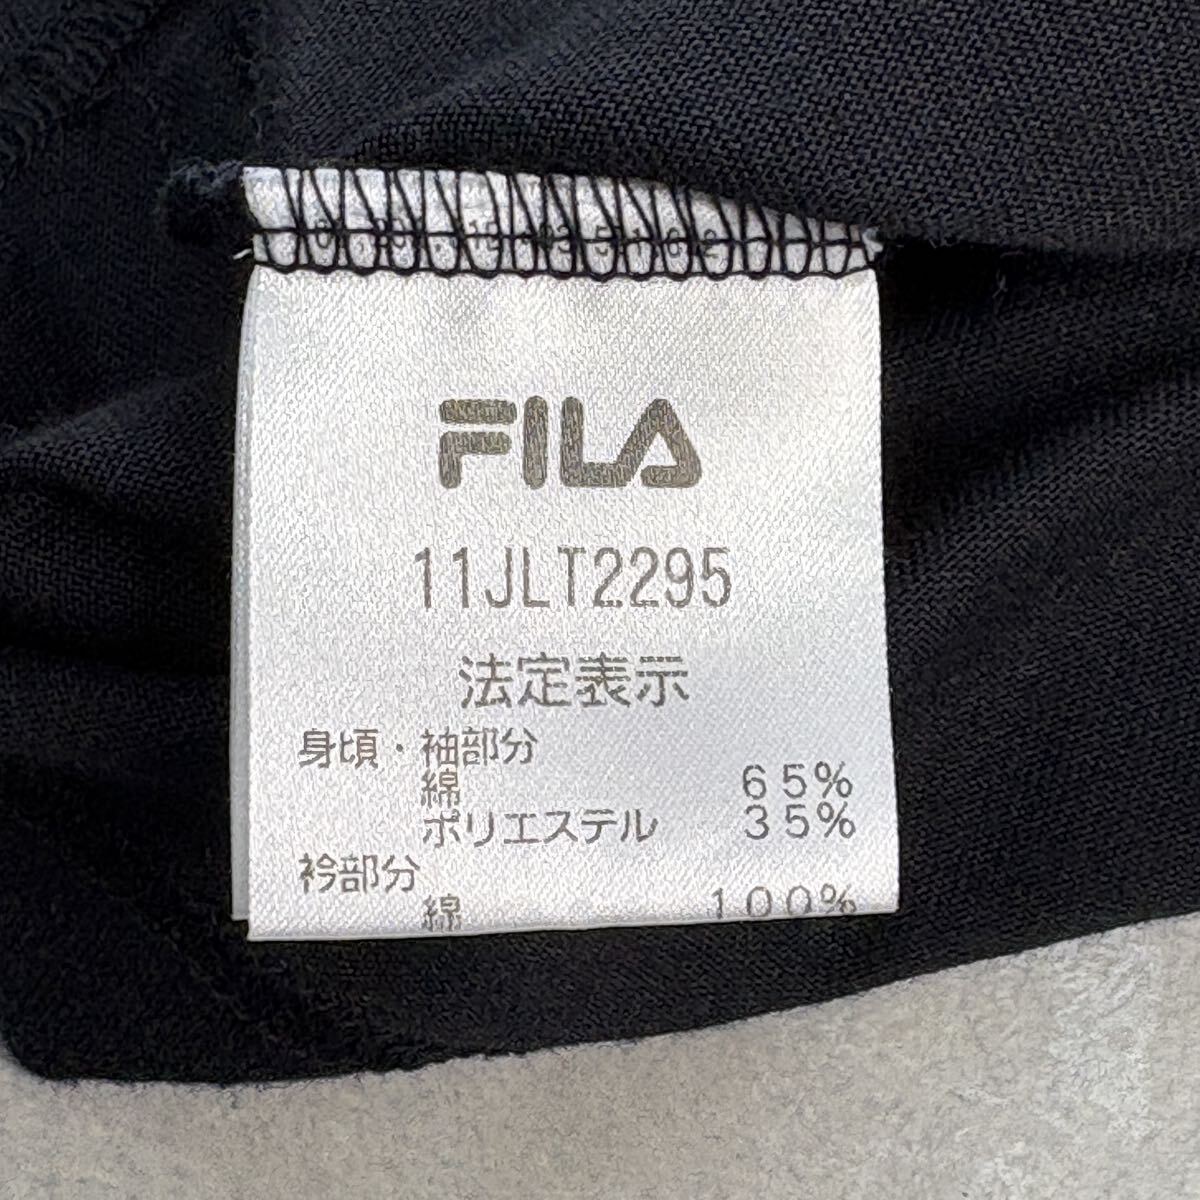 FILA
11JLT2295
法定表示
身頃・袖部分
綿 65%
ポリエステル 35%
衿部分
綿 100%